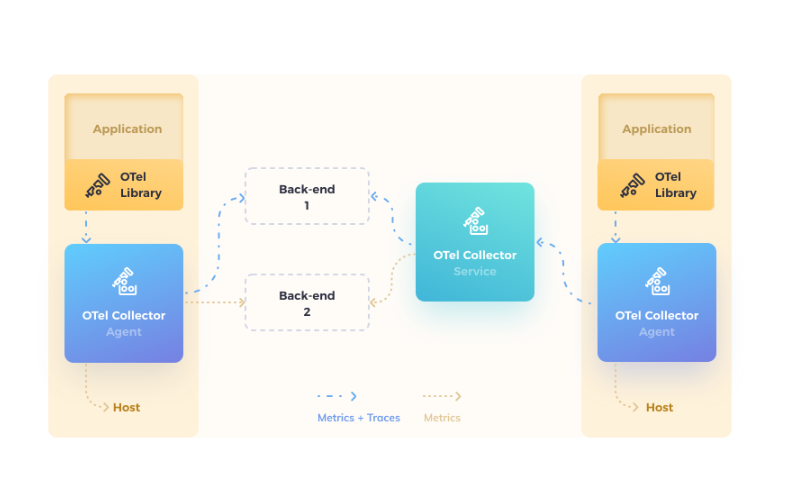 Application
OTel
Library
OTel Collector
Agent
Host
Back-end
1
Back-end
2
OTel Collector
Service
Metrics + Traces
Metrics
Application
OTel
Library
OTel Collector
Agent
Host